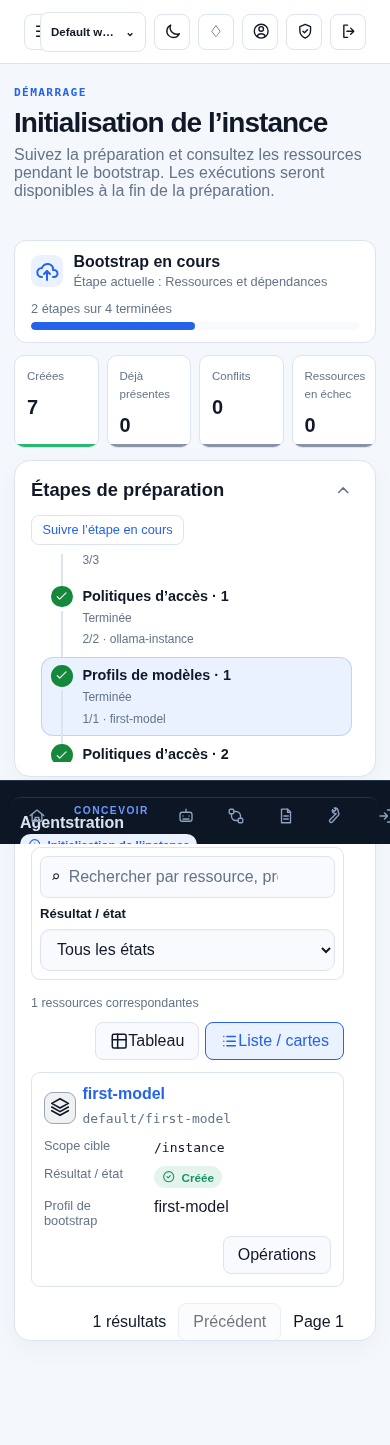 Default w…
DÉMARRAGE
Initialisation de l’instance
Suivez la préparation et consultez les ressources
pendant le bootstrap. Les exécutions seront
disponibles à la fin de la préparation.
Bootstrap en cours
Étape actuelle : Ressources et dépendances
2 étapes sur 4 terminées
Créées
7
Déjà
présentes
0
Conflits
0
Ressources
en échec
0
Étapes de préparation
Suivre l’étape en cours
3/3
Politiques d’accès · 1
Terminée
2/2 · ollama-instance
Profils de modèles · 1
Terminée
1/1 · first-model
Politiques d’accès · 2
CONCEVOIR
Agentstration
Initialisation de l’instance
Rechercher par ressource, pr
Résultat / état
Tous les états
1 ressources correspondantes
Tableau
Liste / cartes
first-model
default/first-model
Scope cible /instance
Résultat / état Créée
Profil de
bootstrap
first-model
Opérations
1 résultats Précédent Page 1